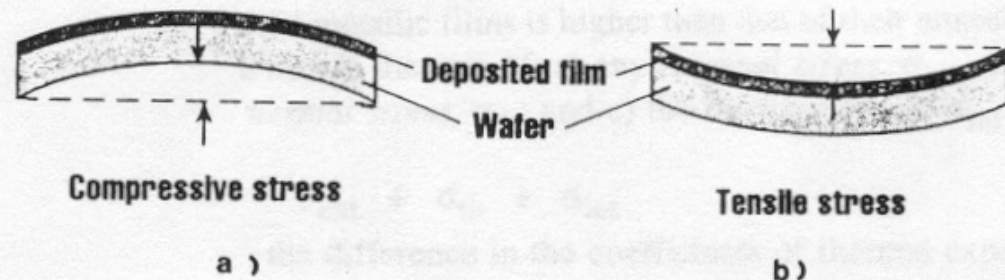 Deposited film
Wafer
Compressive stress
Tensile stress
a )
b )